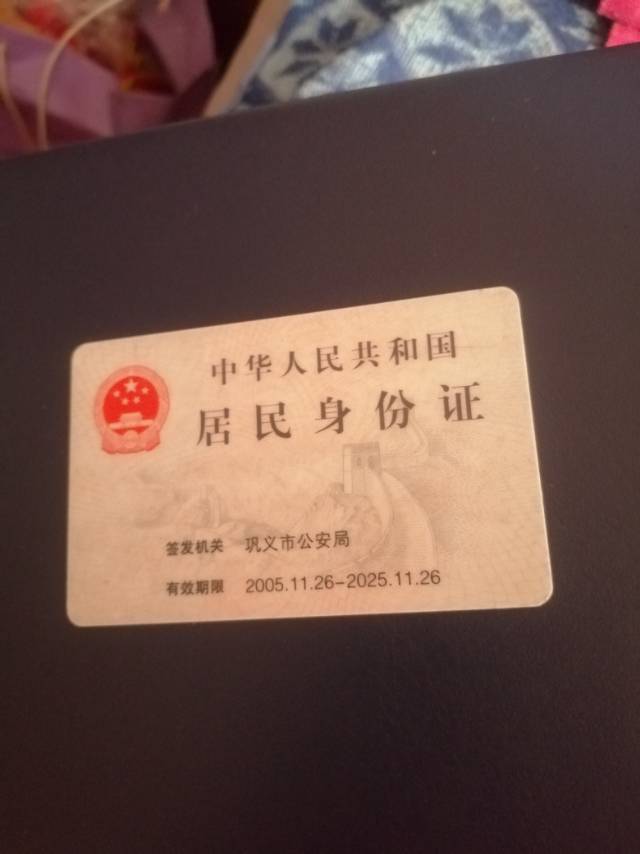 中华人民共和国
居民身份证
签发机关 巩义市公安局
有效期限 2005.11.26-2025.11.26